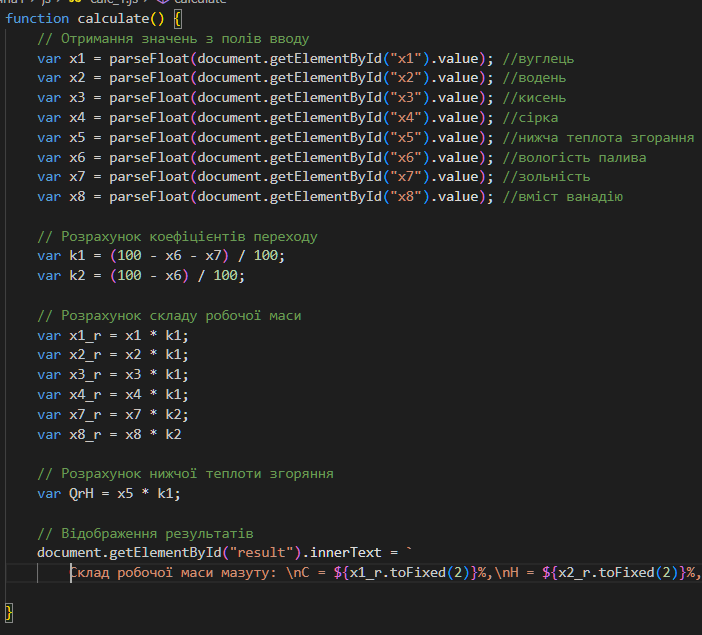 function calculate() {
// Отримання значень з полів вводу
var x1 = parseFloat(document.getElementById("x1").value); //вуглець
var x2 = parseFloat(document.getElementById("x2").value); //водень
var x3 = parseFloat(document.getElementById("x3").value); //кисень
var x4 = parseFloat(document.getElementById("x4").value); //сірка
var x5 = parseFloat(document.getElementById("x5").value); //нижча теплота згорання
var x6 = parseFloat(document.getElementById("x6").value); //вологість палива
var x7 = parseFloat(document.getElementById("x7").value); //зольність
var x8 = parseFloat(document.getElementById("x8").value); //вміст ванадію
// Розрахунок коефіцієнтів переходу
var k1 = (100 - x6 - x7) / 100;
var k2 = (100 - x6) / 100;
// Розрахунок складу робочої маси
var x1_r = x1 * k1;
var x2_r = x2 * k1;
var x3_r = x3 * k1;
var x4_r = x4 * k1;
var x7_r = x7 * k2;
var x8_r = x8 * k2
// Розрахунок нижчої теплоти згоряння
var QrH = x5 * k1;
// Відображення результатів
document.getElementById("result").innerText = `
Склад робочої маси мазуту: \nC = ${x1_r.toFixed(2)}%,\nH = ${x2_r.toFixed(2)}%,
}